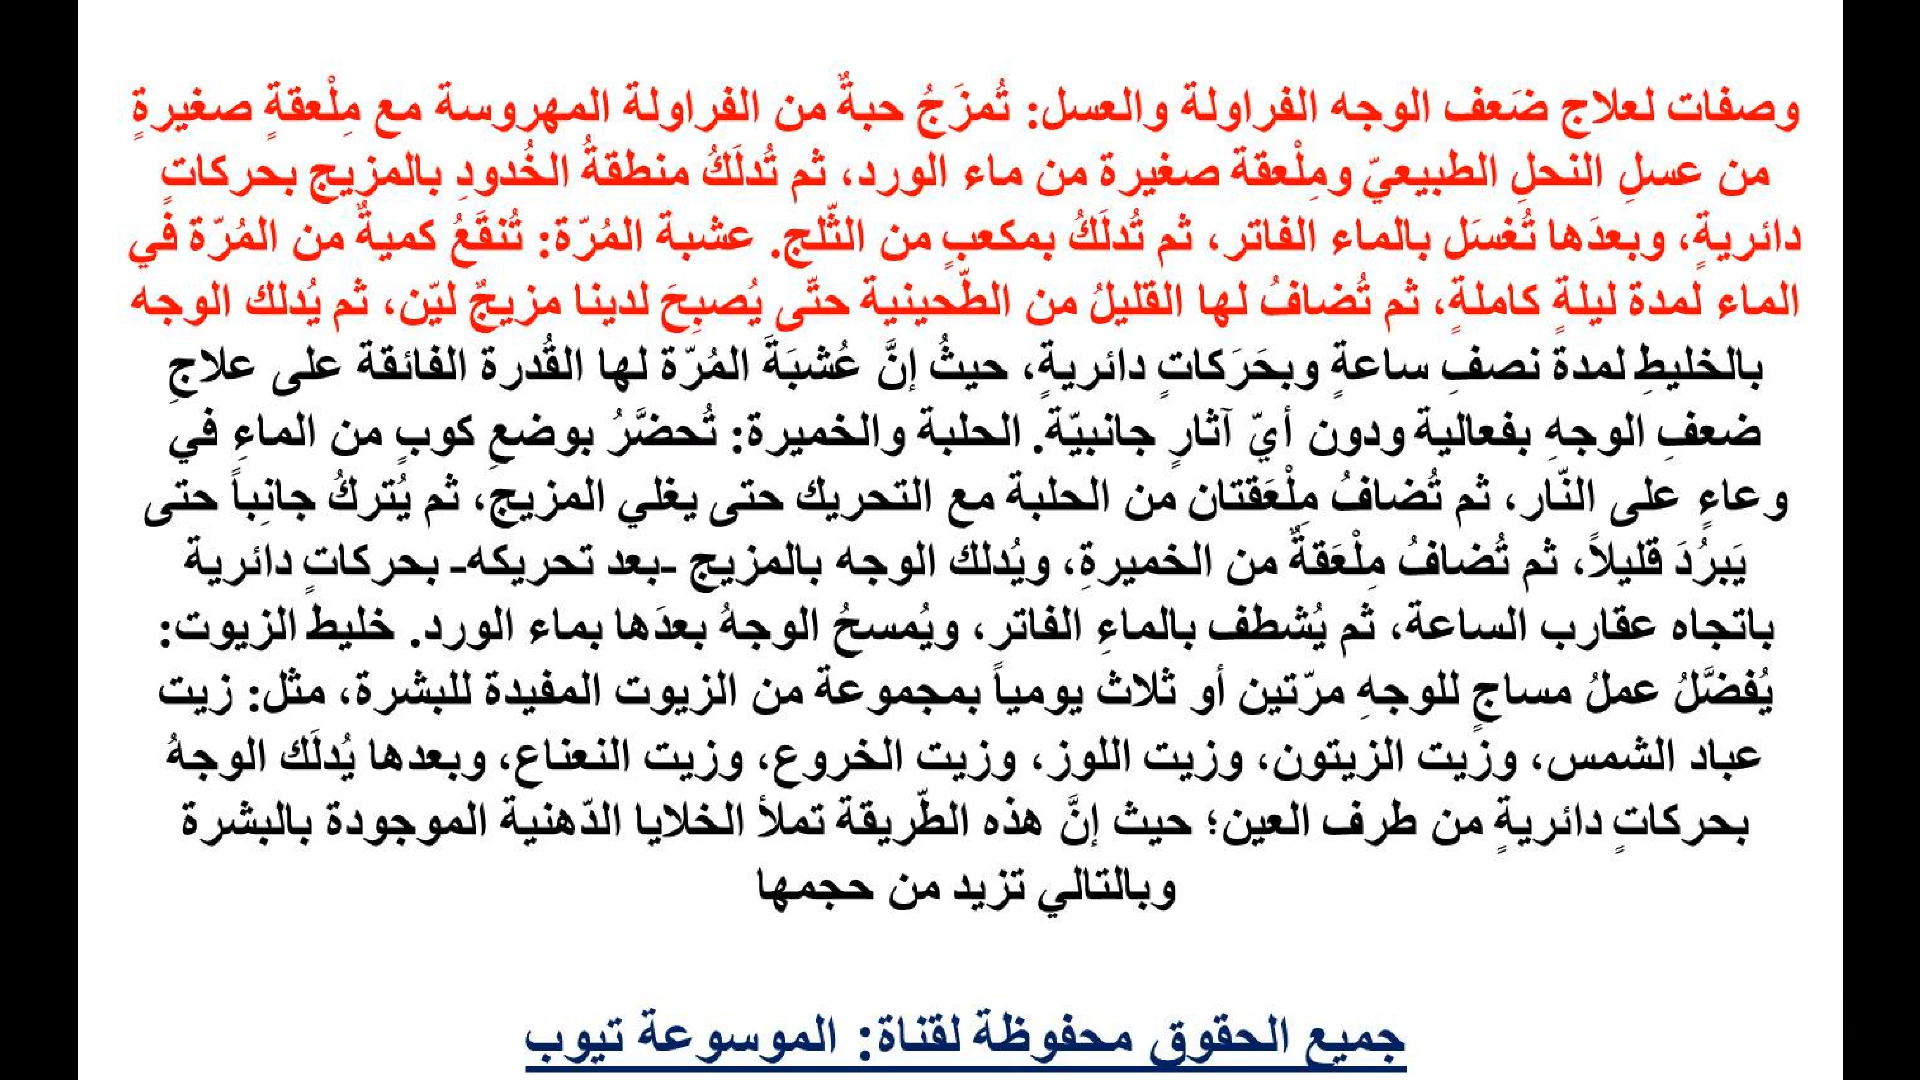 وصفات لعلاج ضَعف الوجه الفراولة والعسل: تُمزَجُ حبةٌ من الفراولة المهروسة مع مِلْعقةٍ صغيرةٍ
من عسلِ النحلِ الطبيعيّ ومِلْعقة صغيرة من ماء الورد، ثم تُدلَكُ منطقةُ الخُدودِ بالمزيج بحركاتٍ
دائريةٍ، وبعدَها تُغسَل بالماء الفاتر، ثم تُدلَكُ بمكعبٍ من الثّلج. عشبة المُرّة: تُنقَعُ كميةٌ من المُرّة في
الماء لمدة ليلةٍ كاملةٍ، ثم تُضافُ لها القليلُ من الطّحينية حتّى يُصبِحَ لدينا مزيجٌ ليّن، ثم يُدلك الوجه
بالخليطِ لمدة نصفِ ساعةٍ وبحَرَكاتٍ دائريةٍ، حيثُ إنَّ عُشبَةَ المُرّة لها القُدرة الفائقة على علاجِ
ضعفِ الوجهِ بفعالية ودون أيّ آثارٍ جانبيّة. الحلبة والخميرة: تُحضَّرُ بوضعِ كوبٍ من الماءِ في
وعاءٍ على النّار، ثم تُضافُ مِلْعَقتان من الحلبة مع التحريك حتى يغلي المزيج، ثم يُتركُ جانِباً حتى
يَبرُدَ قليلاً، ثم تُضافُ مِلْعَقةٌ من الخميرةِ، ويُدلك الوجه بالمزيج -بعد تحريكه- بحركاتٍ دائرية
باتجاه عقارب الساعة، ثم يُشطف بالماءِ الفاتر، ويُمسحُ الوجهُ بعدَها بماء الورد. خليط الزيوت:
يُفضَّلُ عملُ مساجٍ للوجهِ مرّتين أو ثلاث يومياً بمجموعة من الزيوت المفيدة للبشرة، مثل: زيت
عباد الشمس، وزيت الزيتون، وزيت اللوز، وزيت الخروع، وزيت النعناع، وبعدها يُدلَك الوجهُ
بحركاتٍ دائريةٍ من طرف العين؛ حيث إنَّ هذه الطّريقة تملأ الخلايا الدّهنية الموجودة بالبشرة
وبالتالي تزيد من حجمها
جميع الحقوق محفوظة لقناة: الموسوعة تيوب